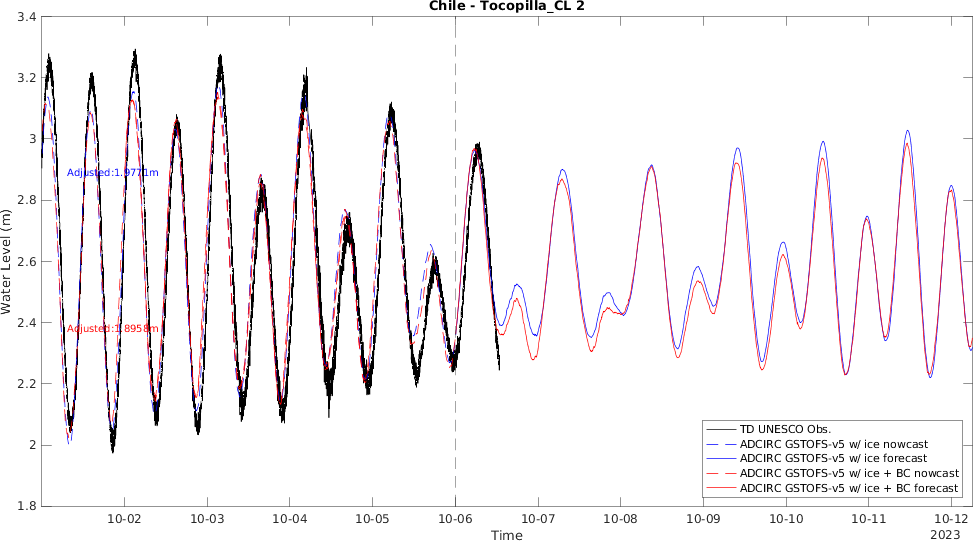 Chile - Tocopilla_CL 2
3.4
3.2
3
2.8
2.6
2.4
2.2
2
1.8
Water Level (m)
Adjusted:1.9771m
Adjusted:1.8958m
TD UNESCO Obs.
ADCIRC GSTOFS-v5 w/ ice nowcast
ADCIRC GSTOFS-v5 w/ ice forecast
ADCIRC GSTOFS-v5 w/ ice + BC nowcast
ADCIRC GSTOFS-v5 w/ ice + BC forecast
10-02 10-03 10-04 10-05 10-06 10-07 10-08 10-09 10-10 10-11 10-12
Time
2023